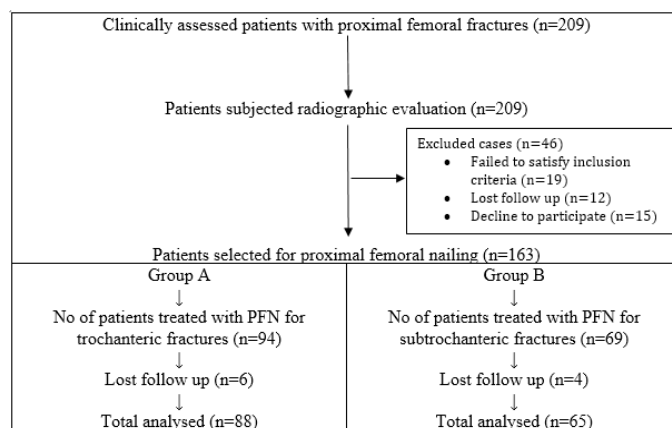 Clinically assessed patients with proximal femoral fractures (n=209)
Patients subjected radiographic evaluation (n=209)
Excluded cases (n=46)
• Failed to satisfy inclusion
criteria (n=19)
• Lost follow up (n=12)
• Decline to participate (n=15)
Patients selected for proximal femoral nailing (n=163)
Group A
↓
No of patients treated with PFN for
trochanteric fractures (n=94)
↓
Lost follow up (n=6)
↓
Total analysed (n=88)
Group B
↓
No of patients treated with PFN for
subtrochanteric fractures (n=69)
↓
Lost follow up (n=4)
↓
Total analysed (n=65)